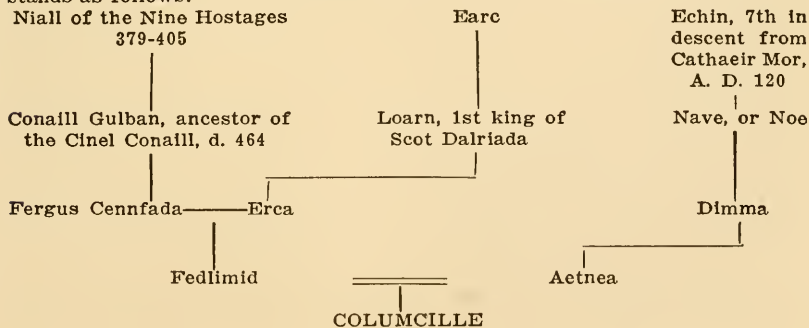 stands as follows:
Niall of the Nine Hostages
379-405
Earc
Echin, 7th in
descent from
Cathaeir Mor,
A. D. 120
Conaill Gulban, ancestor of
the Cinel Conaill, d. 464
Loarn, 1st king of
Scot Dalriada
Nave, or Noe
Fergus Cennfada Erca
Dimma
Fedlimid
Aetnea
COLUMCILLE